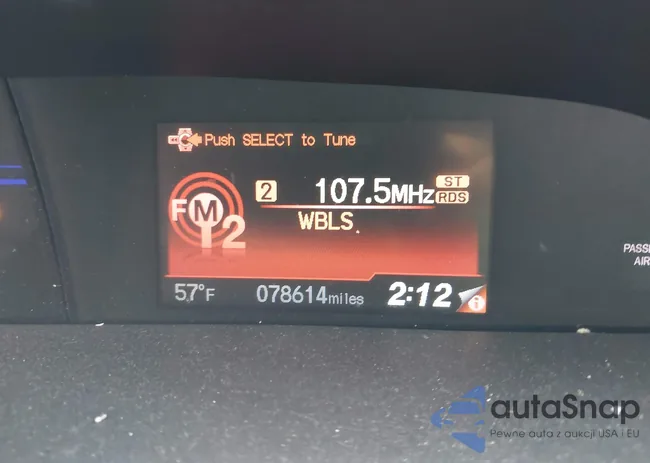 Push SELECT to Tune
FM 2
2 107.5MHz ST
RDS
WBLS.
57°F 078614miles 2:12 i
PASSE
AIR
autaSnap
Pewne auta z aukcji USA i EU